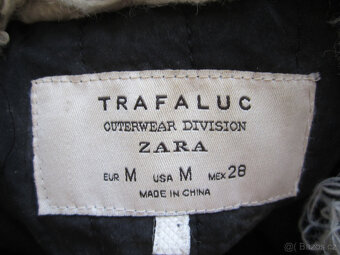 TRAFALUC
OUTERWEAR DIVISION
ZARA
EUR M USA M MEX 28
MADE IN CHINA